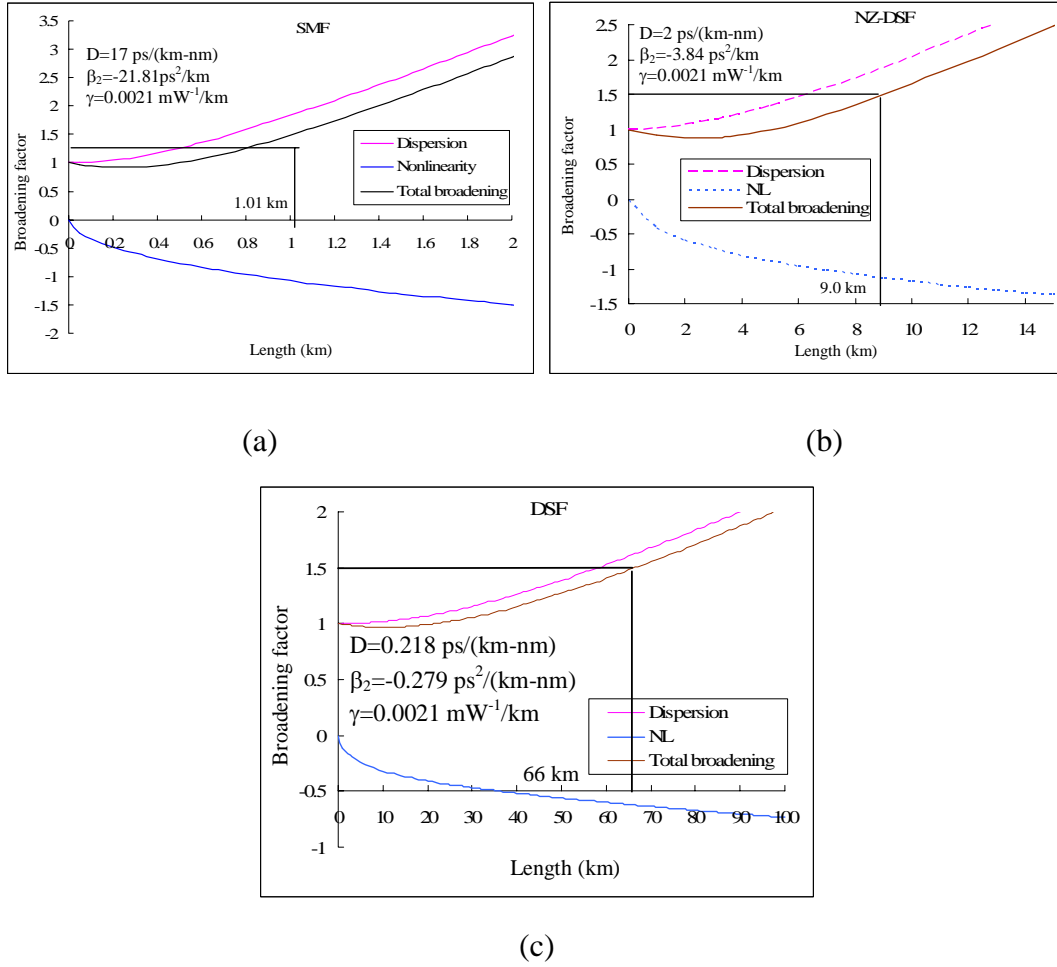 SMF
3.5
3
2.5
2
1.5
1
0.5
0
-0.5
-1
-1.5
-2
Broadening factor
D=17 ps/(km-nm)
β2=-21.81ps²/km
γ=0.0021 mW⁻¹/km
Dispersion
Nonlinearity
Total broadening
1.01 km
0 0.2 0.4 0.6 0.8 1 1.2 1.4 1.6 1.8 2
Length (km)
(a)
NZ-DSF
2.5
2
1.5
1
0.5
0
-0.5
-1
-1.5
Broadening factor
D=2 ps/(km-nm)
β2=-3.84 ps²/km
γ=0.0021 mW⁻¹/km
Dispersion
NL
Total broadening
9.0 km
0 2 4 6 8 10 12 14
Length (km)
(b)
DSF
2
1.5
1
0.5
0
-0.5
-1
Broadening factor
D=0.218 ps/(km-nm)
β2=-0.279 ps²/(km-nm)
γ=0.0021 mW⁻¹/km
Dispersion
NL
Total broadening
66 km
0 10 20 30 40 50 60 70 80 90 100
Length (km)
(c)